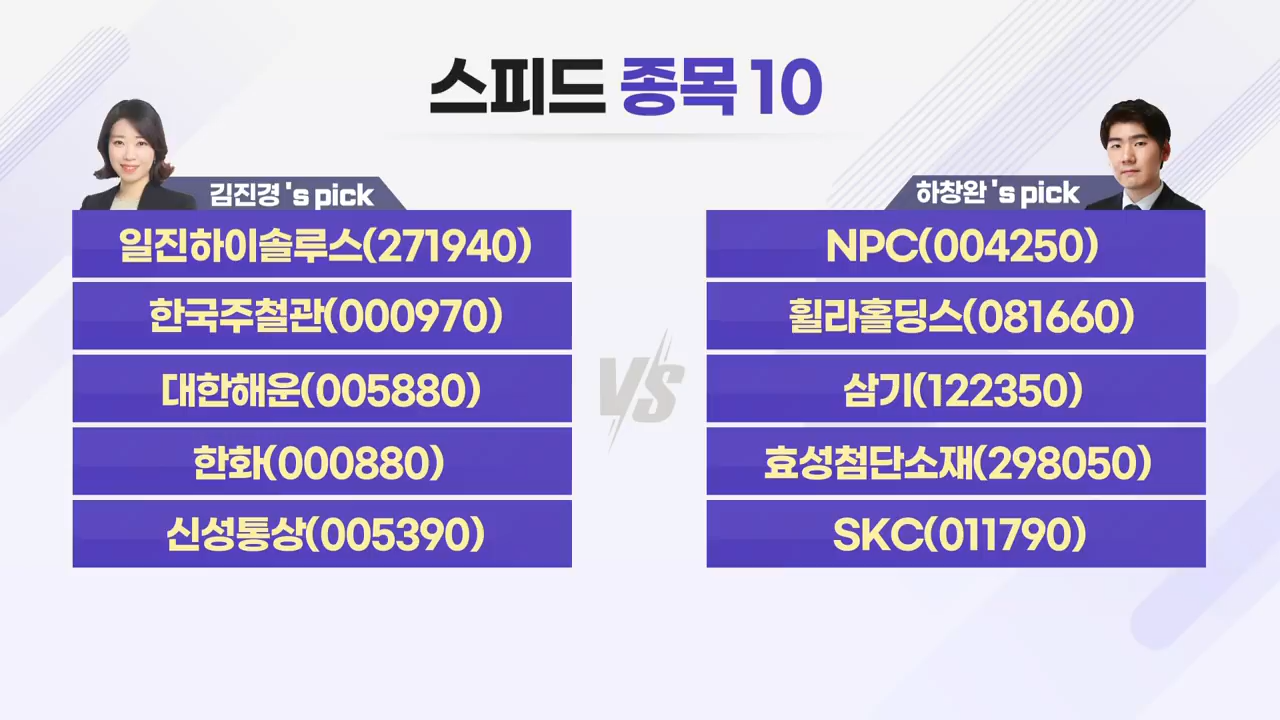 스피드 종목 10
김진경 's pick
일진하이솔루스(271940)
한국주철관(000970)
대한해운(005880)
한화(000880)
신성통상(005390)
VS
하창완 's pick
NPC(004250)
휠라홀딩스(081660)
삼기(122350)
효성첨단소재(298050)
SKC(011790)